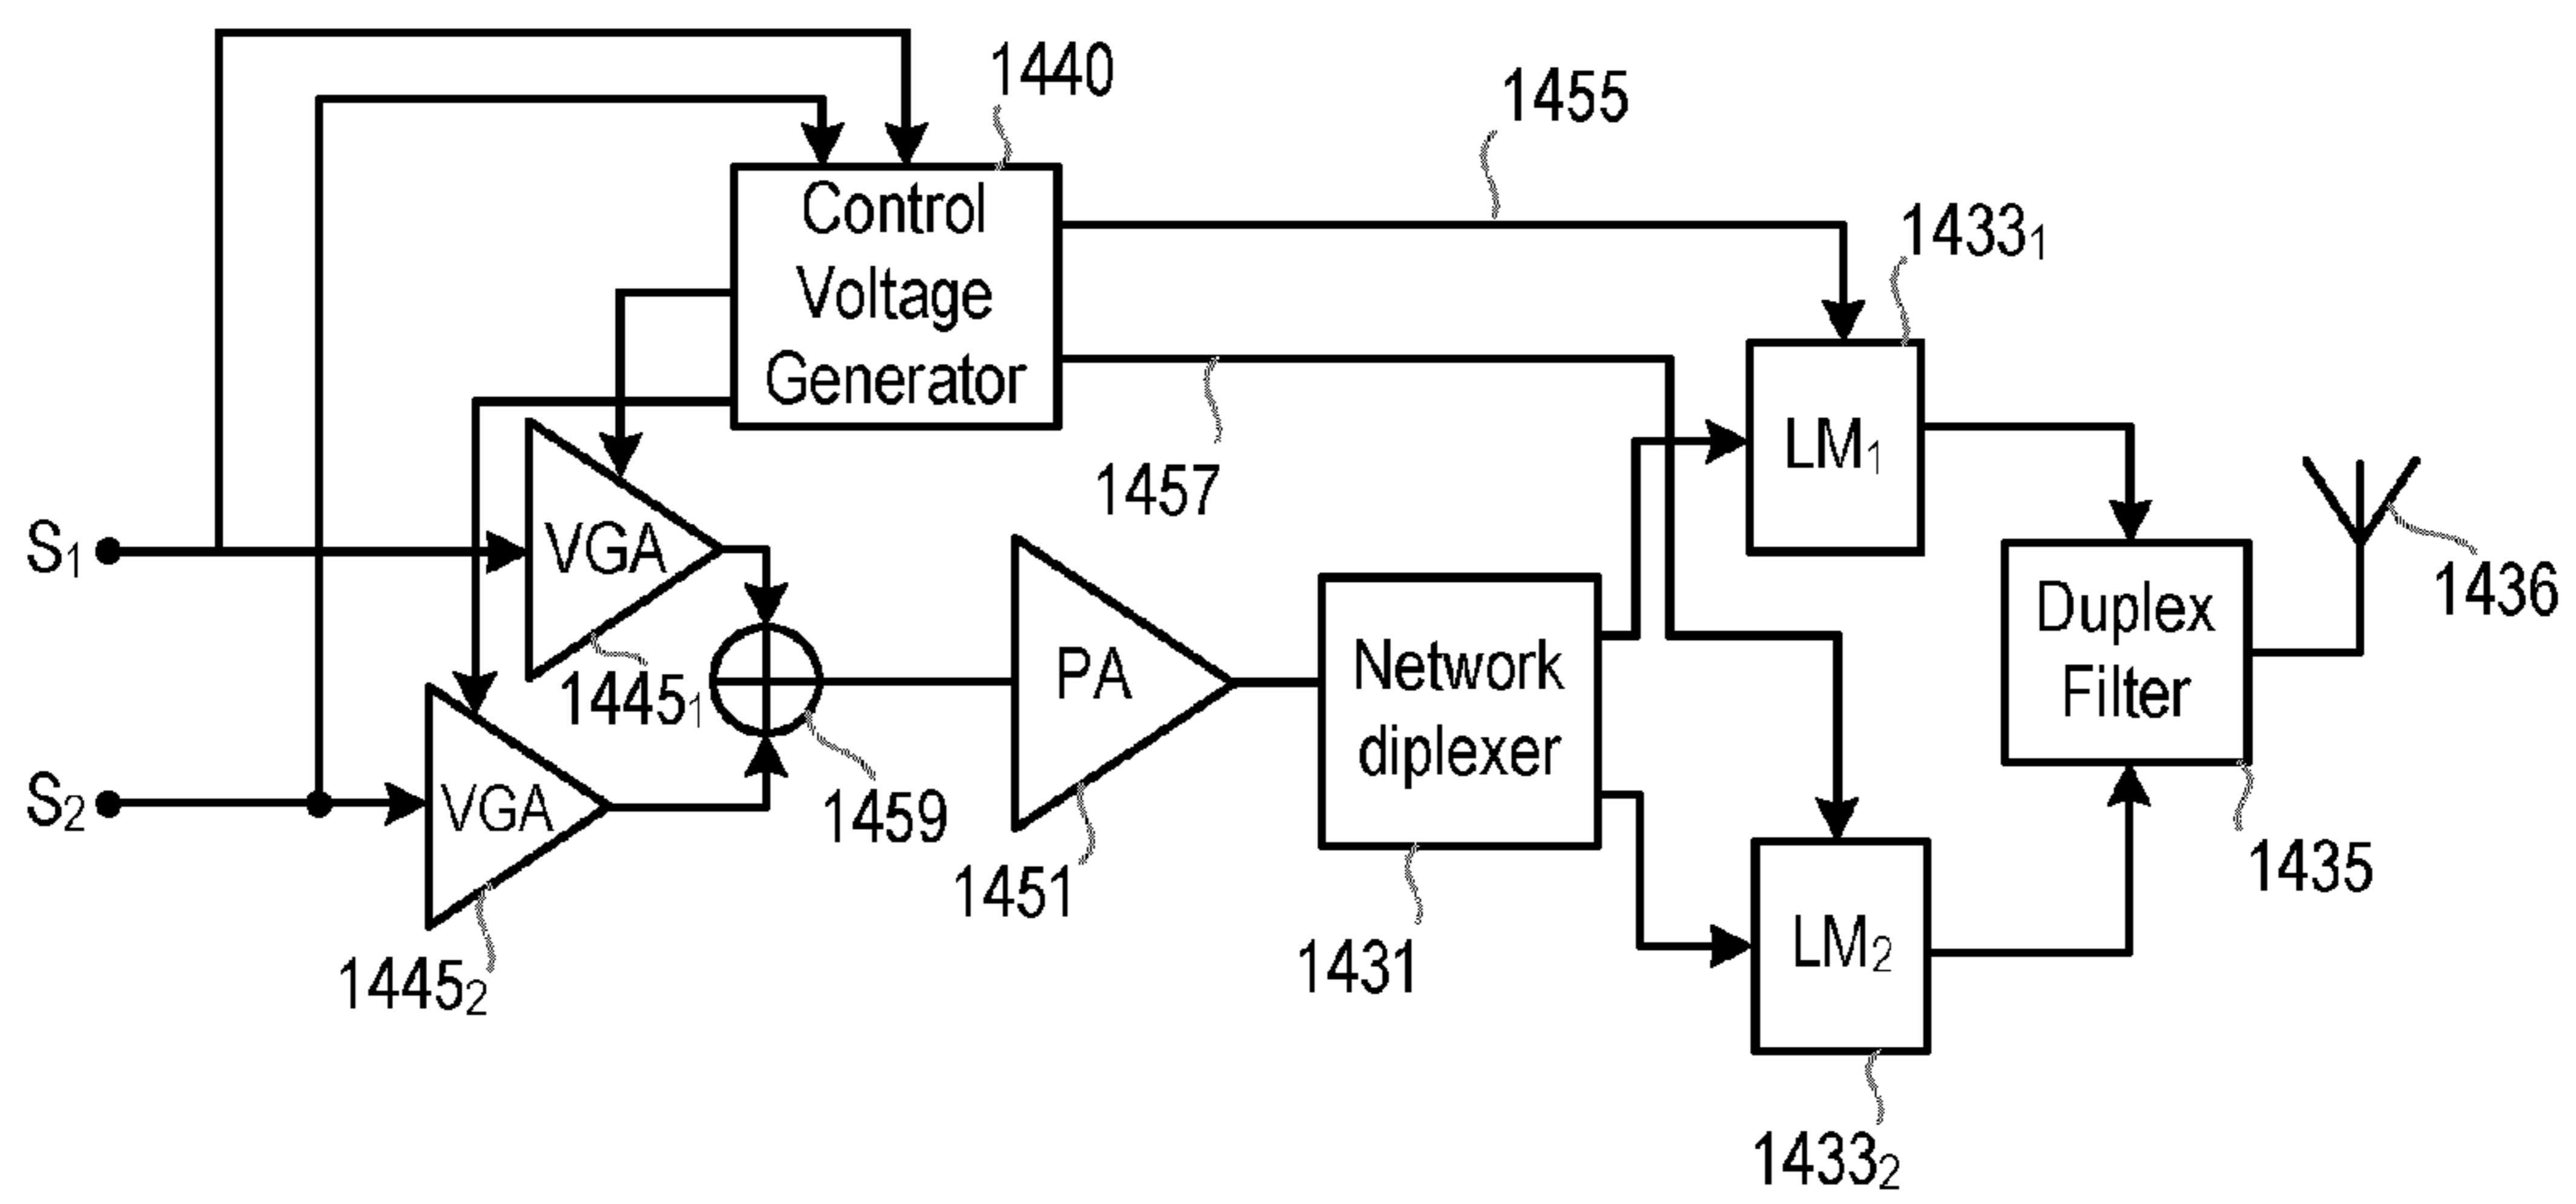 1440
1455
Control
Voltage
Generator
1433₁
1457
LM₁
S₁
VGA
1436
Duplex
Filter
1445₁
PA
Network
diplexer
S₂
VGA
1459
1451
1435
LM₂
1431
1445₂
1433₂